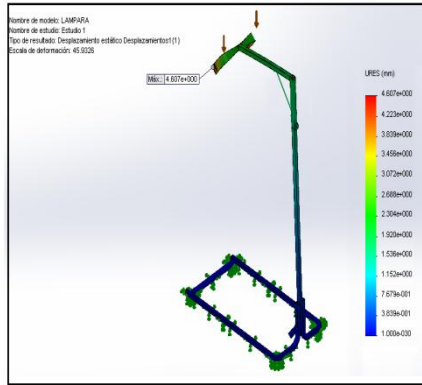 Nombre de modelo: LAMPARA
Nombre de estudio: Estudio 1
Tipo de resultado: Desplazamiento estático Desplazamientos1(1)
Escala de deformación: 45.9326
Máx.: 4.607e+000
URES (mm)
4.607e+000
4.223e+000
3.839e+000
3.455e+000
3.072e+000
2.688e+000
2.304e+000
1.920e+000
1.536e+000
1.152e+000
7.679e-001
3.839e-001
1.000e-030